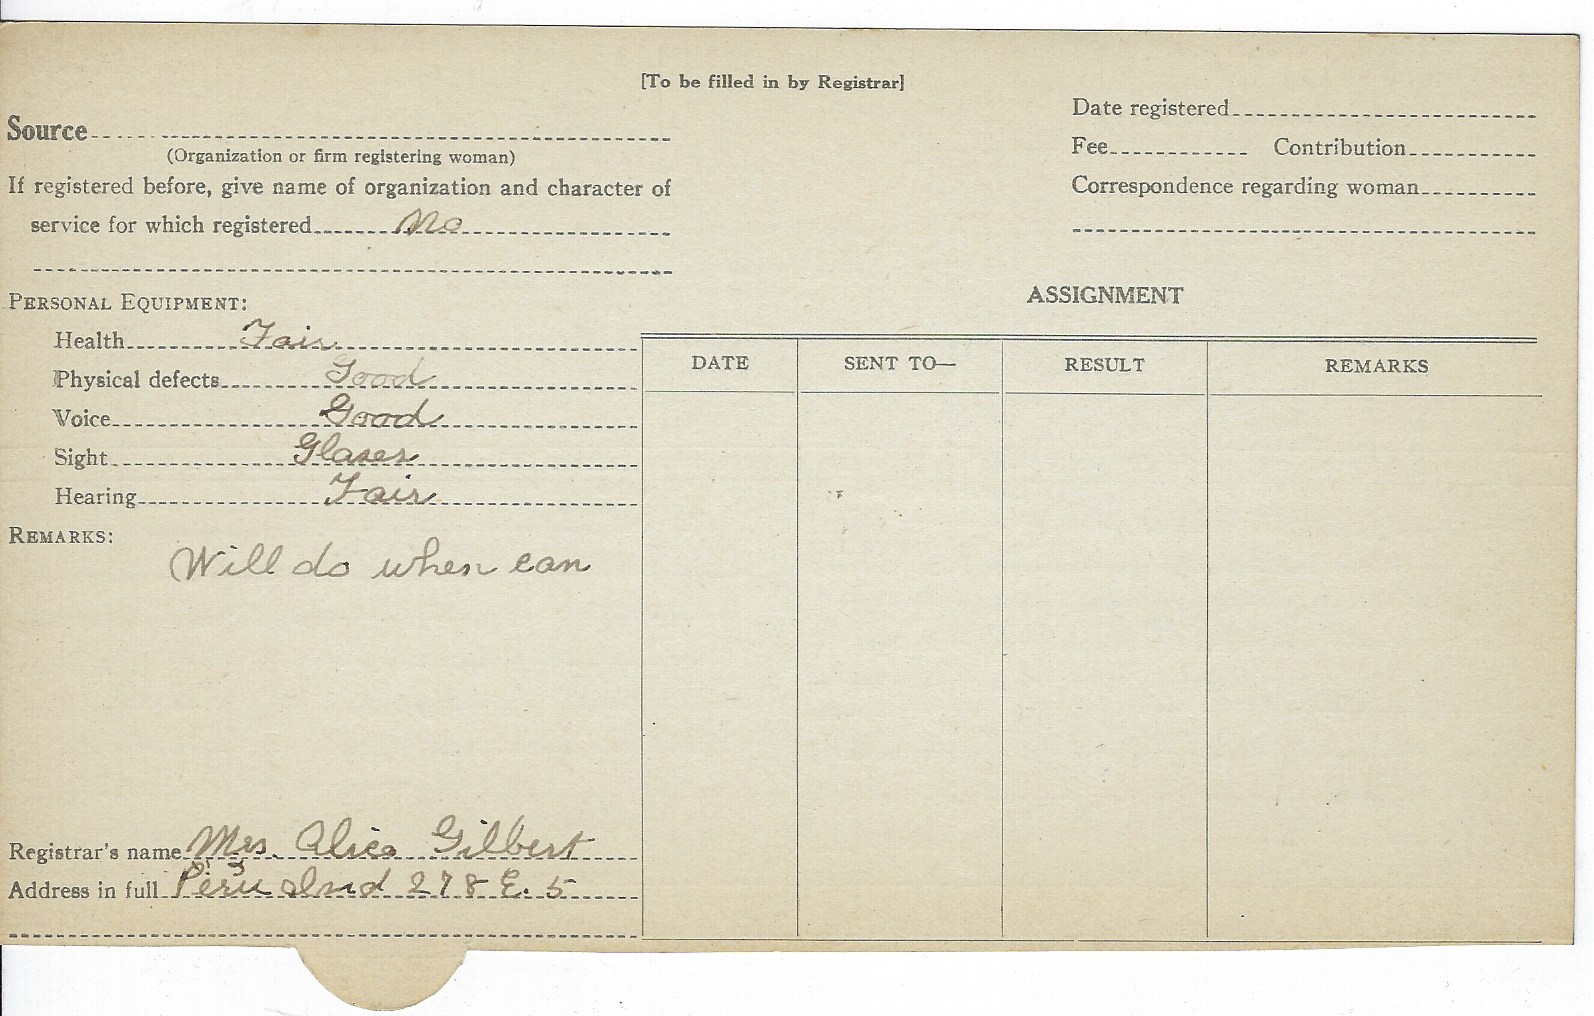 [To be filled in by Registrar]
Source
(Organization or firm registering woman)
If registered before, give name of organization and character of
service for which registered No
Date registered
Fee Contribution
Correspondence regarding woman
PERSONAL EQUIPMENT:
Health Fair
Physical defects Good
Voice Good
Sight Glases
Hearing Fair
REMARKS:
Will do when can
Registrar's name Mrs. Alice Gilbert
Address in full Peru Ind 278 E. 5
ASSIGNMENT
DATE SENT TO— RESULT REMARKS